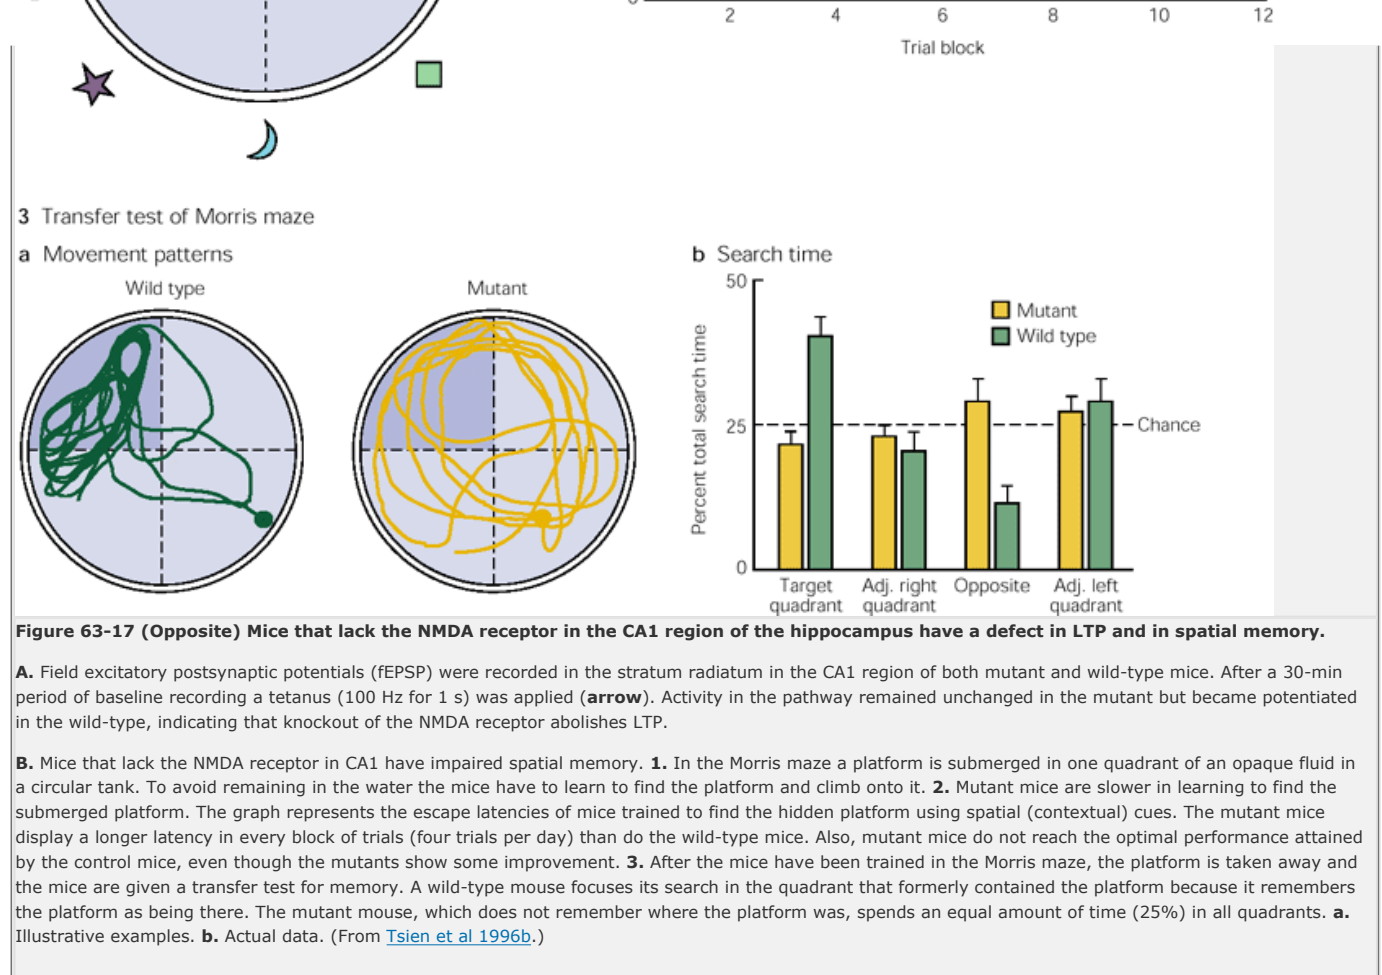 0
2 4 6 8 10 12
Trial block
3 Transfer test of Morris maze
a Movement patterns
Wild type
Mutant
b Search time
50
25
0
Percent total search time
Mutant
Wild type
Chance
Target
quadrant
Adj. right
quadrant
Opposite
Adj. left
quadrant
Figure 63-17 (Opposite) Mice that lack the NMDA receptor in the CA1 region of the hippocampus have a defect in LTP and in spatial memory.
A. Field excitatory postsynaptic potentials (fEPSP) were recorded in the stratum radiatum in the CA1 region of both mutant and wild-type mice. After a 30-min
period of baseline recording a tetanus (100 Hz for 1 s) was applied (arrow). Activity in the pathway remained unchanged in the mutant but became potentiated
in the wild-type, indicating that knockout of the NMDA receptor abolishes LTP.
B. Mice that lack the NMDA receptor in CA1 have impaired spatial memory. 1. In the Morris maze a platform is submerged in one quadrant of an opaque fluid in
a circular tank. To avoid remaining in the water the mice have to learn to find the platform and climb onto it. 2. Mutant mice are slower in learning to find the
submerged platform. The graph represents the escape latencies of mice trained to find the hidden platform using spatial (contextual) cues. The mutant mice
display a longer latency in every block of trials (four trials per day) than do the wild-type mice. Also, mutant mice do not reach the optimal performance attained
by the control mice, even though the mutants show some improvement. 3. After the mice have been trained in the Morris maze, the platform is taken away and
the mice are given a transfer test for memory. A wild-type mouse focuses its search in the quadrant that formerly contained the platform because it remembers
the platform as being there. The mutant mouse, which does not remember where the platform was, spends an equal amount of time (25%) in all quadrants. a.
Illustrative examples. b. Actual data. (From Tsien et al 1996b.)